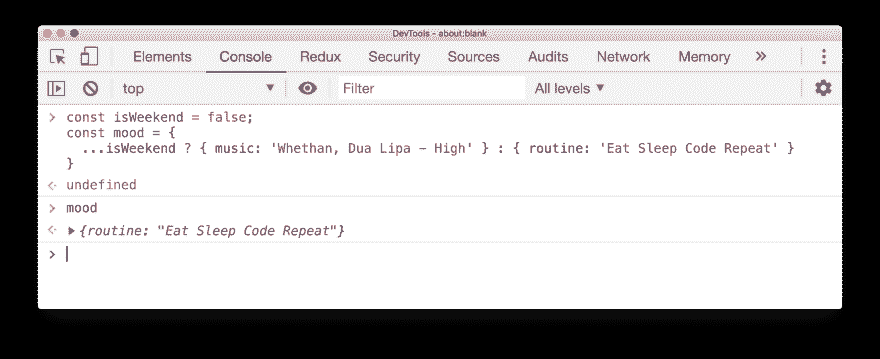 DevTools - about:blank
Elements Console Redux Security Sources Audits Network Memory »
top ▼ Filter All levels ▼
> const isWeekend = false;
const mood = {
...isWeekend ? { music: 'Whethan, Dua Lipa - High' } : { routine: 'Eat Sleep Code Repeat' }
}
<· undefined
> mood
<· ▶{routine: "Eat Sleep Code Repeat"}
>